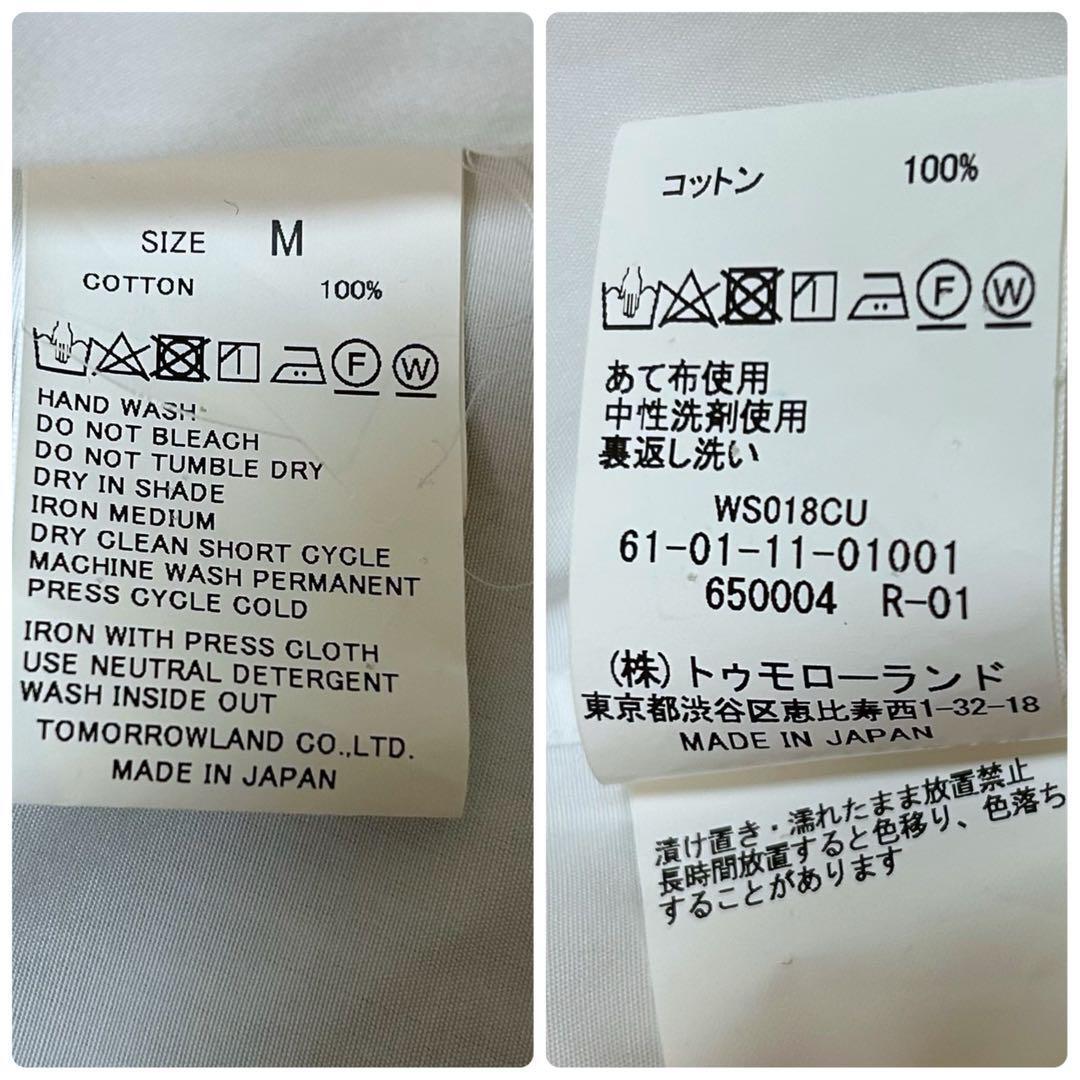 SIZE M
COTTON 100%
F W
HAND WASH
DO NOT BLEACH
DO NOT TUMBLE DRY
DRY IN SHADE
IRON MEDIUM
DRY CLEAN SHORT CYCLE
MACHINE WASH PERMANENT
PRESS CYCLE COLD
IRON WITH PRESS CLOTH
USE NEUTRAL DETERGENT
WASH INSIDE OUT
TOMORROWLAND CO.,LTD.
MADE IN JAPAN
コットン 100%
F W
あて布使用
中性洗剤使用
裏返し洗い
WS018CU
61-01-11-01001
650004 R-01
(株)トゥモローランド
東京都渋谷区恵比寿西1-32-18
MADE IN JAPAN
漬け置き・濡れたまま放置禁止
長時間放置すると色移り、色落ち
することがあります